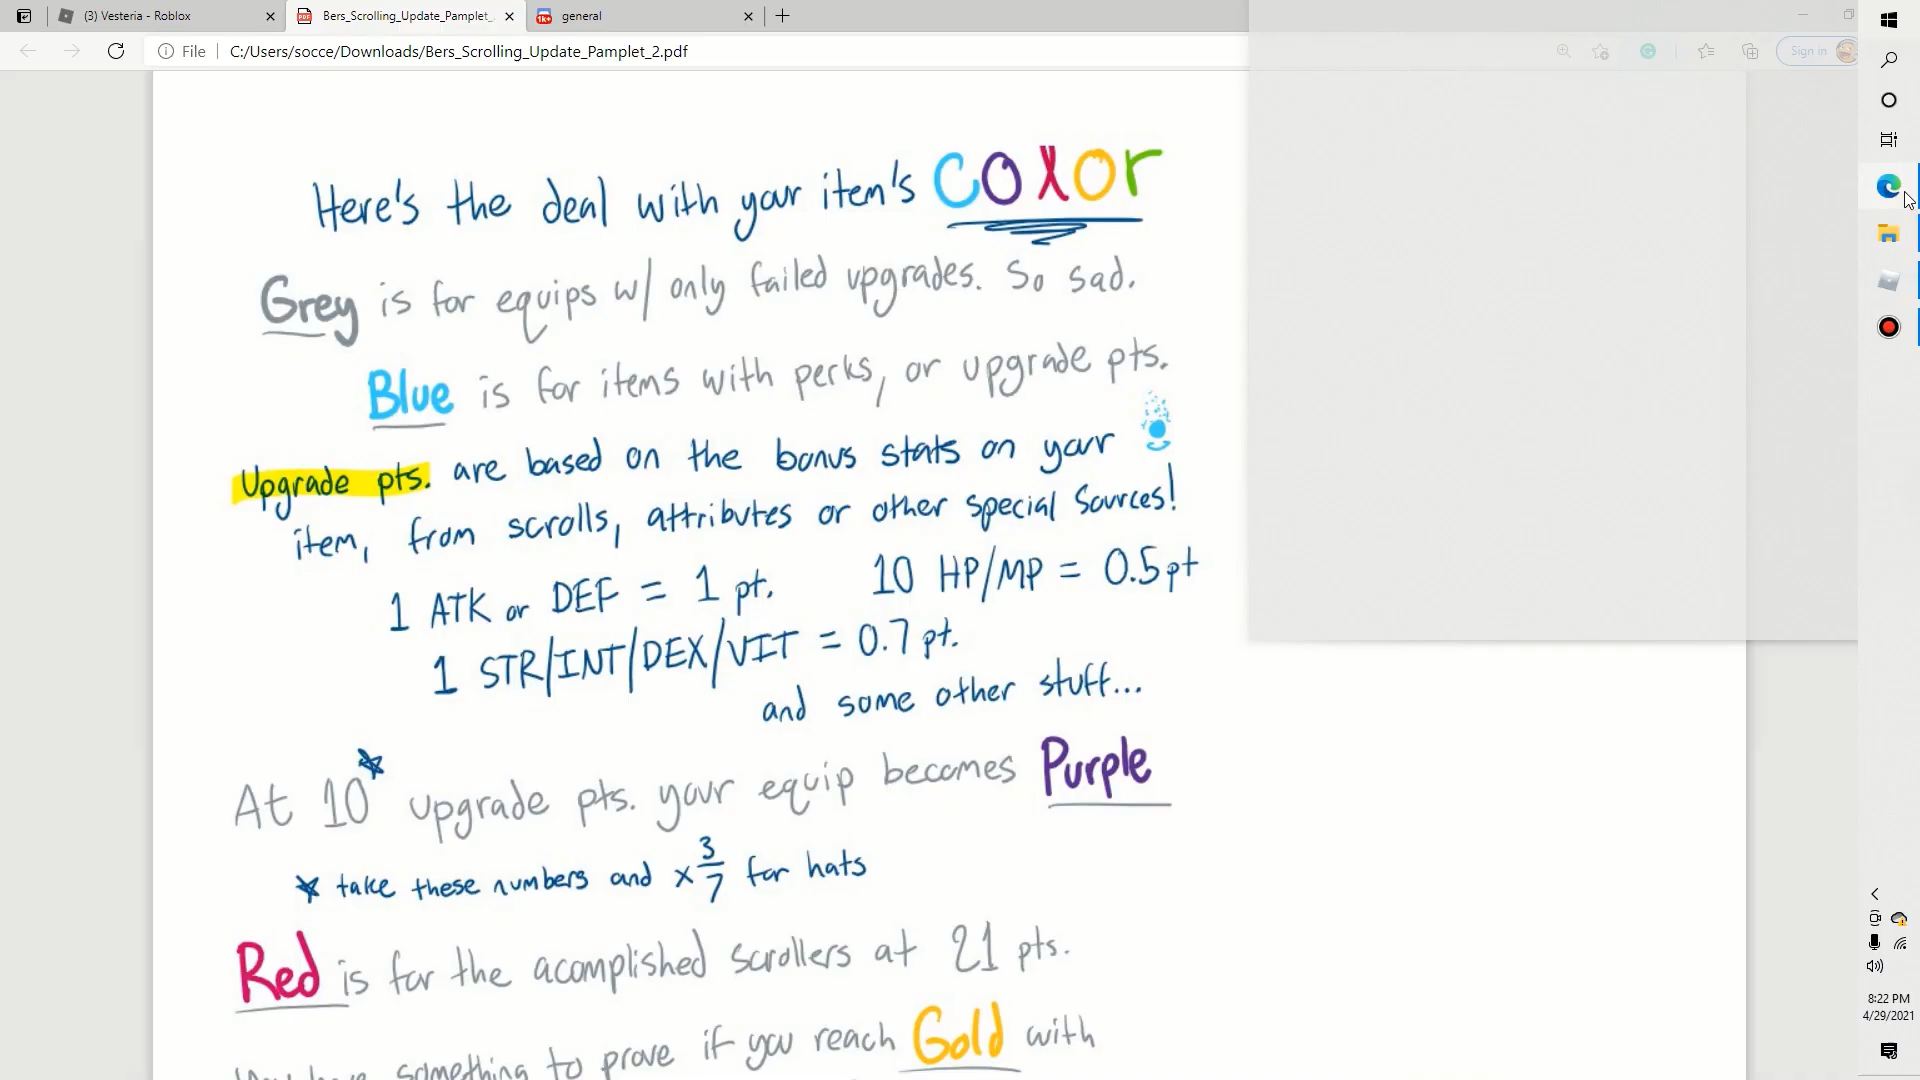 (3) Vesteria - Roblox
Bers_Scrolling_Update_Pamplet_
general
File
C:/Users/socce/Downloads/Bers_Scrolling_Update_Pamplet_2.pdf
Sign in
Here's the deal with your item's COLOR
Grey is for equips w/ only failed upgrades. So sad.
Blue is for items with perks, or upgrade pts.
Upgrade pts. are based on the bonus stats on your
item, from scrolls, attributes or other special sources!
1 ATK or DEF = 1 pt. 10 HP/MP = 0.5pt
1 STR/INT/DEX/VIT = 0.7 pt.
and some other stuff...
At 10* upgrade pts. your equip becomes Purple
* take these numbers and x 3/7 for hats
Red is for the acomplished scrollers at 21 pts.
You have something to prove if you reach Gold with
8:22 PM
4/29/2021